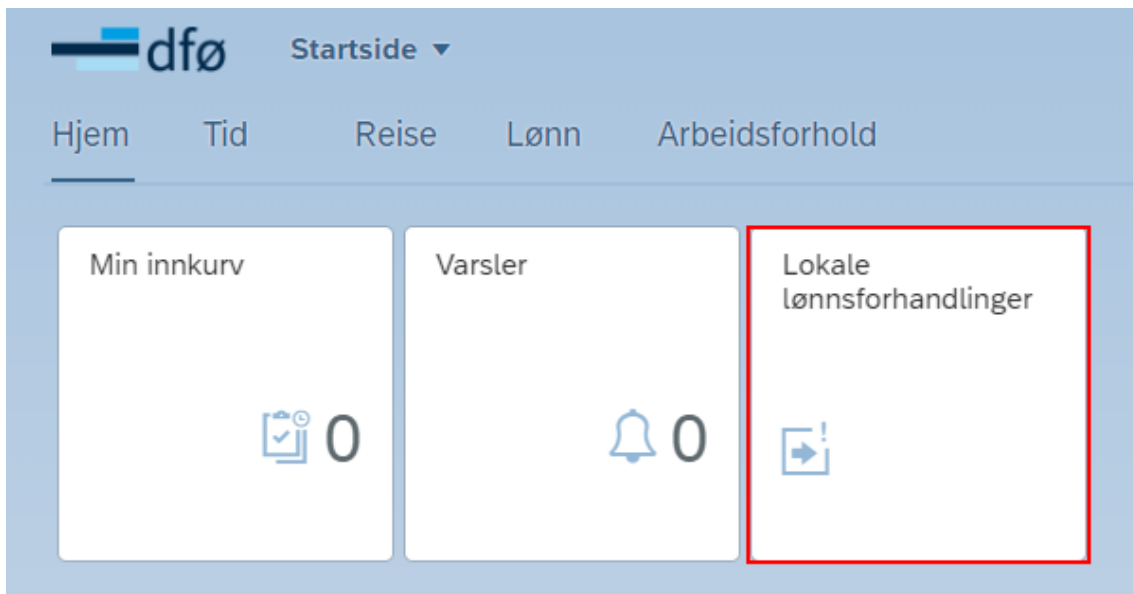 dfø Startside
Hjem Tid Reise Lønn Arbeidsforhold
Min innkurv
Varsler
Lokale
lønnsforhandlinger
0
0